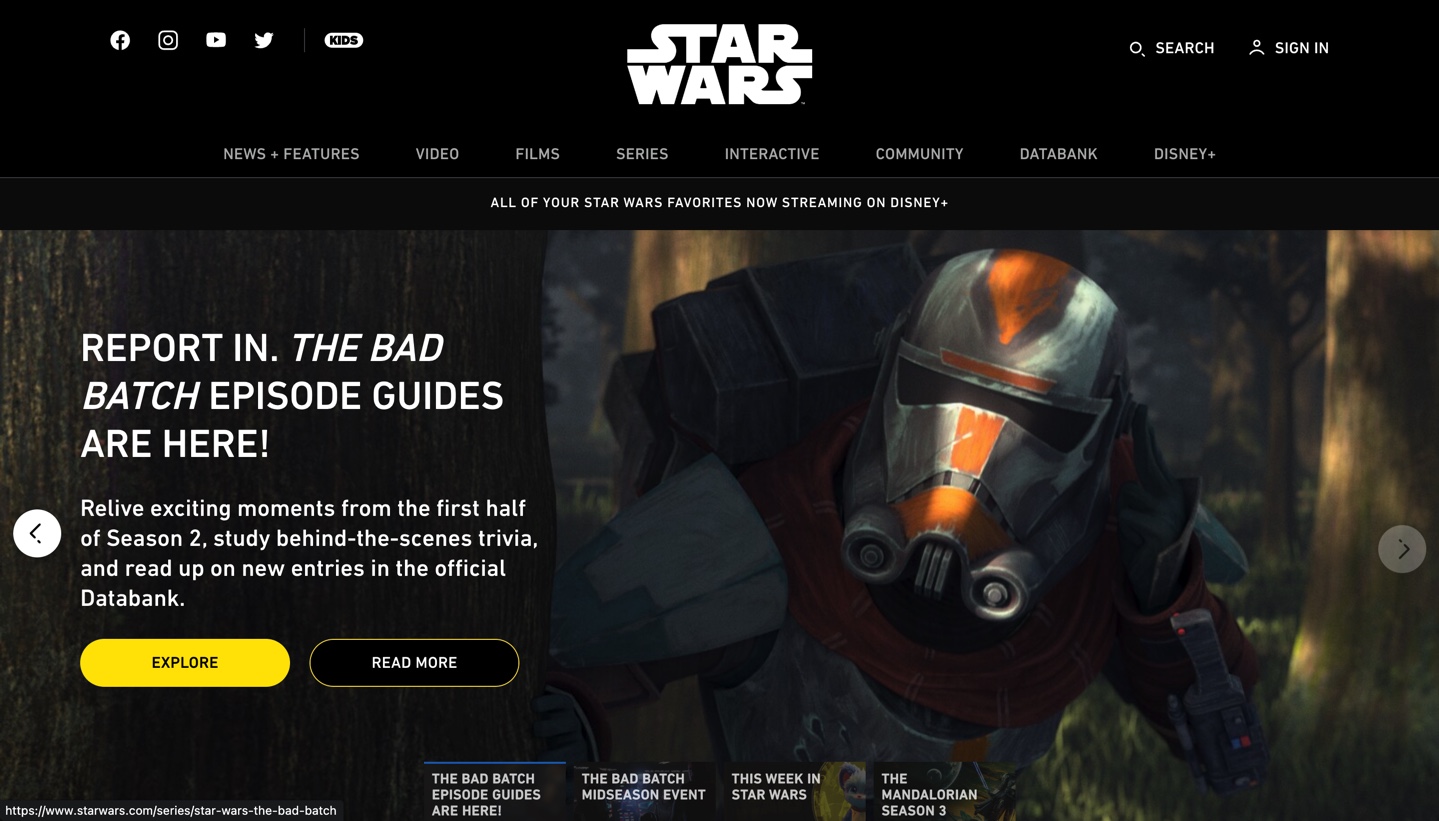 KIDS
STAR
WARS
SEARCH
SIGN IN
NEWS + FEATURES
VIDEO
FILMS
SERIES
INTERACTIVE
COMMUNITY
DATABANK
DISNEY+
ALL OF YOUR STAR WARS FAVORITES NOW STREAMING ON DISNEY+
REPORT IN. THE BAD
BATCH EPISODE GUIDES
ARE HERE!
Relive exciting moments from the first half
of Season 2, study behind-the-scenes trivia,
and read up on new entries in the official
Databank.
EXPLORE
READ MORE
THE BAD BATCH
EPISODE GUIDES
ARE HERE!
THE BAD BATCH
MIDSEASON EVENT
THIS WEEK IN
STAR WARS
THE
MANDALORIAN
SEASON 3
https://www.starwars.com/series/star-wars-the-bad-batch